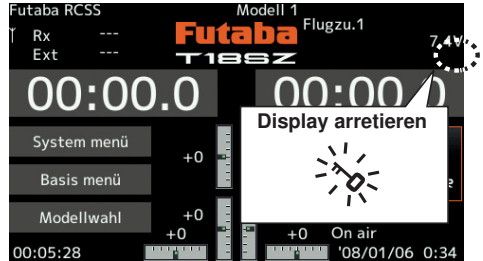 Futaba RCSS
Modell 1
Rx ---
Ext ---
Futaba
T18SZ
Flugzu.1
7.4V
00:00.0
00:00.0
Display arretieren
System menü
Basis menü
Modellwahl
+0
+0
+0
+0
On air
00:05:28
'08/01/06 0:34